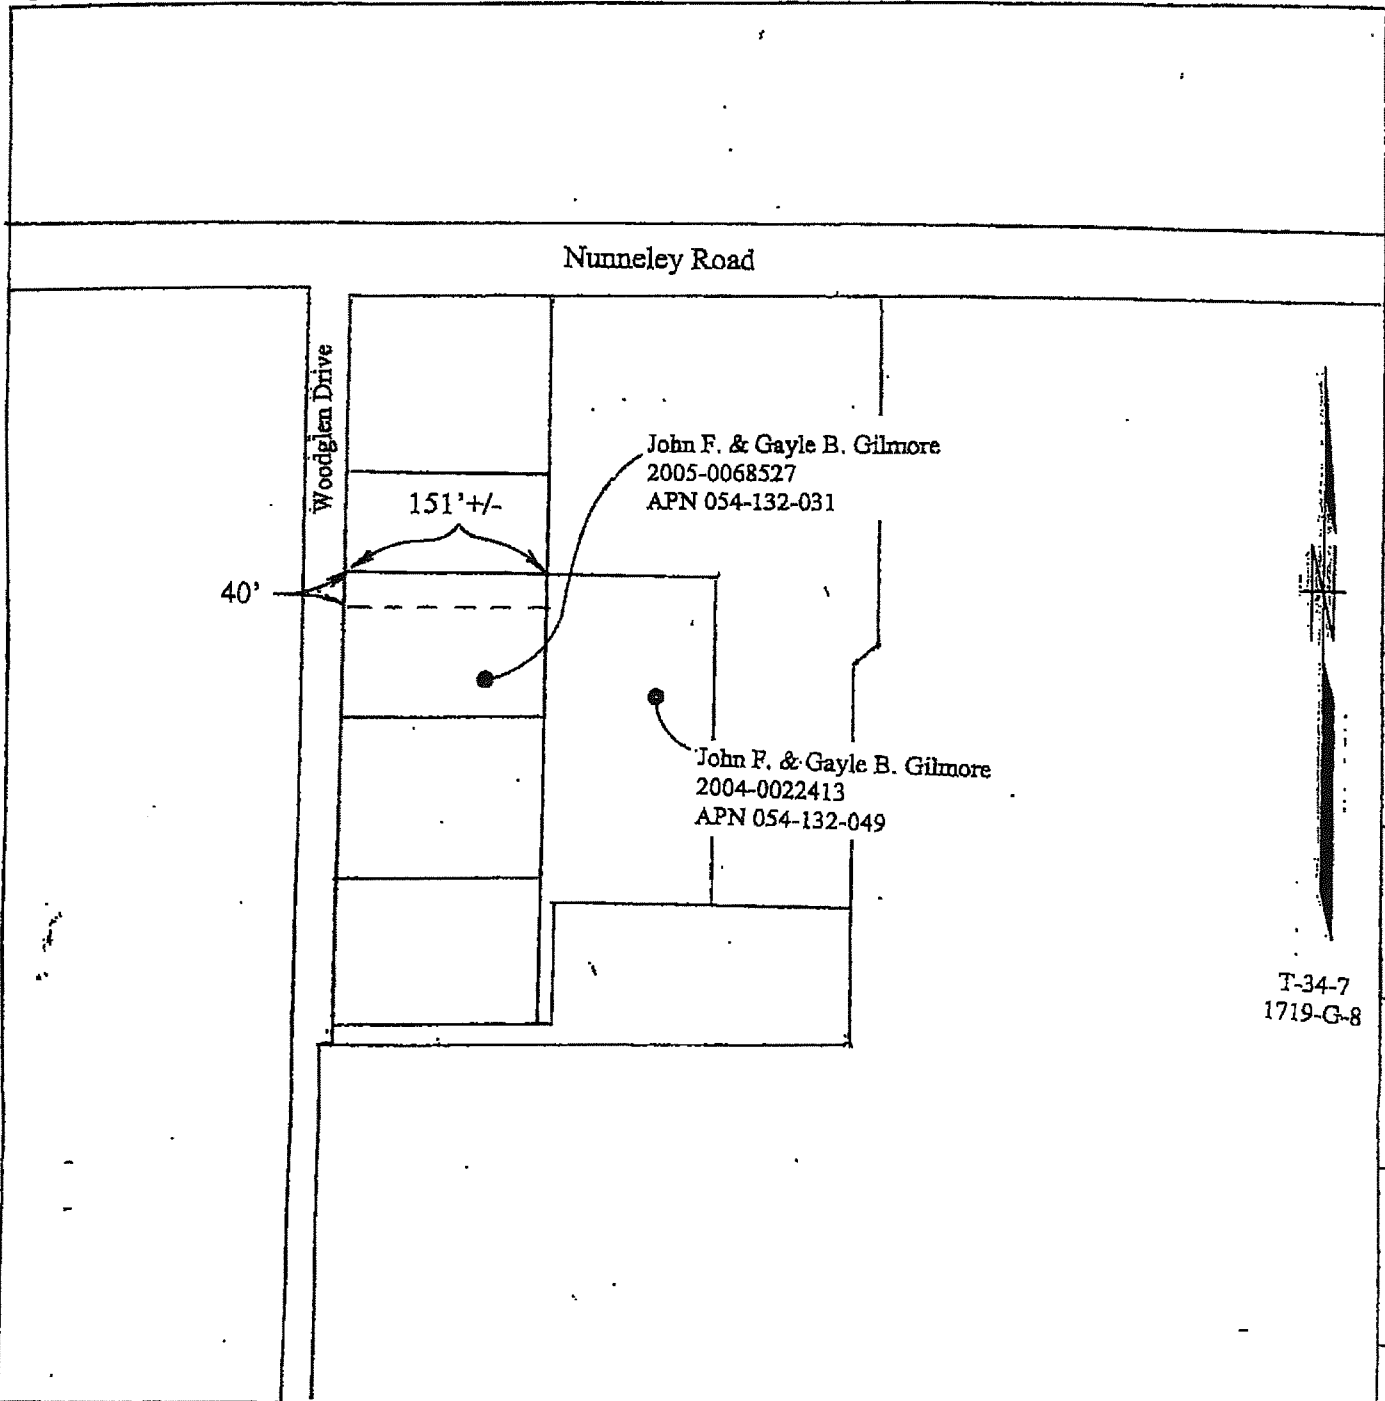 Nunneley Road
Woodglen Drive
John F. & Gayle B. Gilmore
2005-0068527
APN 054-132-031
151'+/-
40'
John F. & Gayle B. Gilmore
2004-0022413
APN 054-132-049
T-34-7
1719-G-8